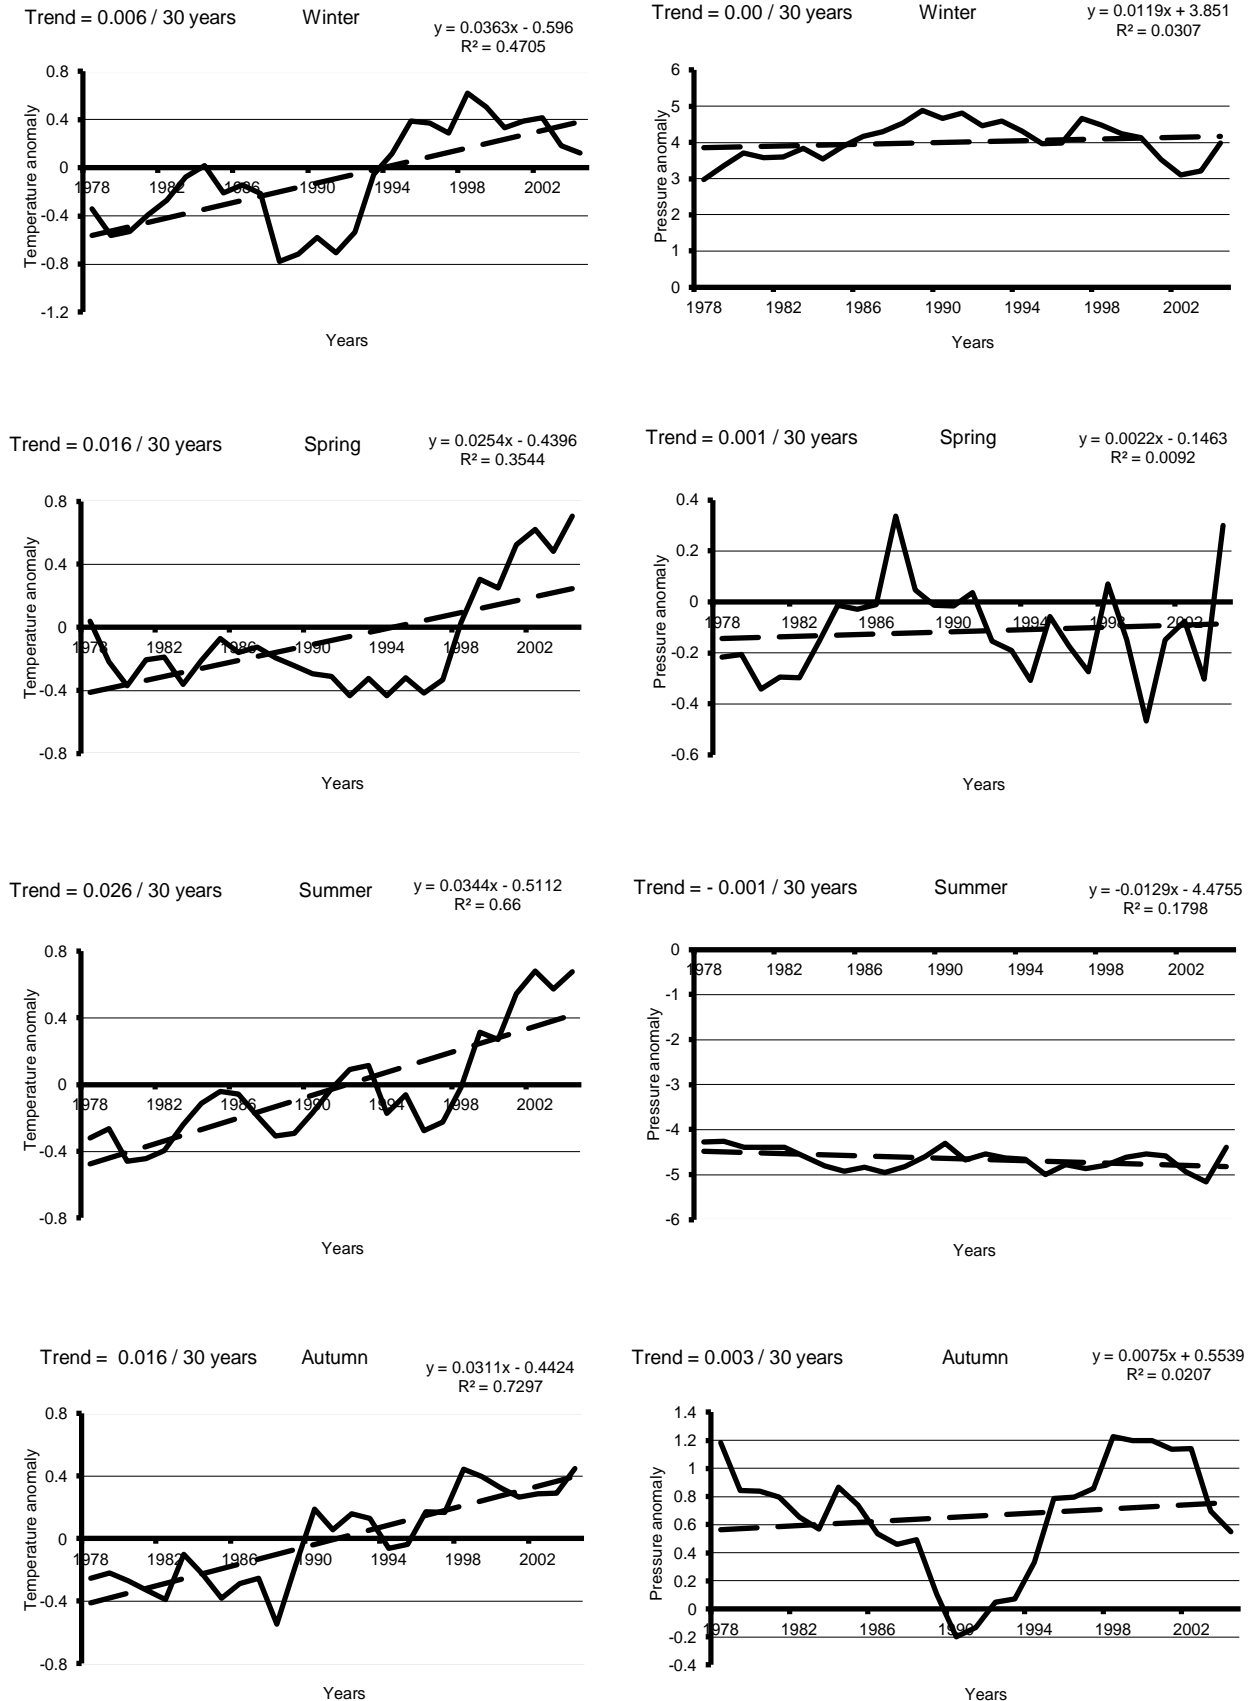 Trend = 0.006 / 30 years Winter y = 0.0363x - 0.596
R² = 0.4705
0.8
0.4
0
-0.4
-0.8
-1.2
1978 1982 1986 1990 1994 1998 2002
Temperature anomaly
Years
Trend = 0.00 / 30 years Winter y = 0.0119x + 3.851
R² = 0.0307
6
5
4
3
2
1
0
1978 1982 1986 1990 1994 1998 2002
Pressure anomaly
Years
Trend = 0.016 / 30 years Spring y = 0.0254x - 0.4396
R² = 0.3544
0.8
0.4
0
-0.4
-0.8
1978 1982 1986 1990 1994 1998 2002
Temperature anomaly
Years
Trend = 0.001 / 30 years Spring y = 0.0022x - 0.1463
R² = 0.0092
0.4
0.2
0
-0.2
-0.4
-0.6
1978 1982 1986 1990 1994 1998 2002
Pressure anomaly
Years
Trend = 0.026 / 30 years Summer y = 0.0344x - 0.5112
R² = 0.66
0.8
0.4
0
-0.4
-0.8
1978 1982 1986 1990 1994 1998 2002
Temperature anomaly
Years
Trend = - 0.001 / 30 years Summer y = -0.0129x - 4.4755
R² = 0.1798
0
-1
-2
-3
-4
-5
-6
1978 1982 1986 1990 1994 1998 2002
Pressure anomaly
Years
Trend = 0.016 / 30 years Autumn y = 0.0311x - 0.4424
R² = 0.7297
0.8
0.4
0
-0.4
-0.8
1978 1982 1986 1990 1994 1998 2002
Temperature anomaly
Years
Trend = 0.003 / 30 years Autumn y = 0.0075x + 0.5539
R² = 0.0207
1.4
1.2
1
0.8
0.6
0.4
0.2
0
-0.2
-0.4
1978 1982 1986 1990 1994 1998 2002
Pressure anomaly
Years